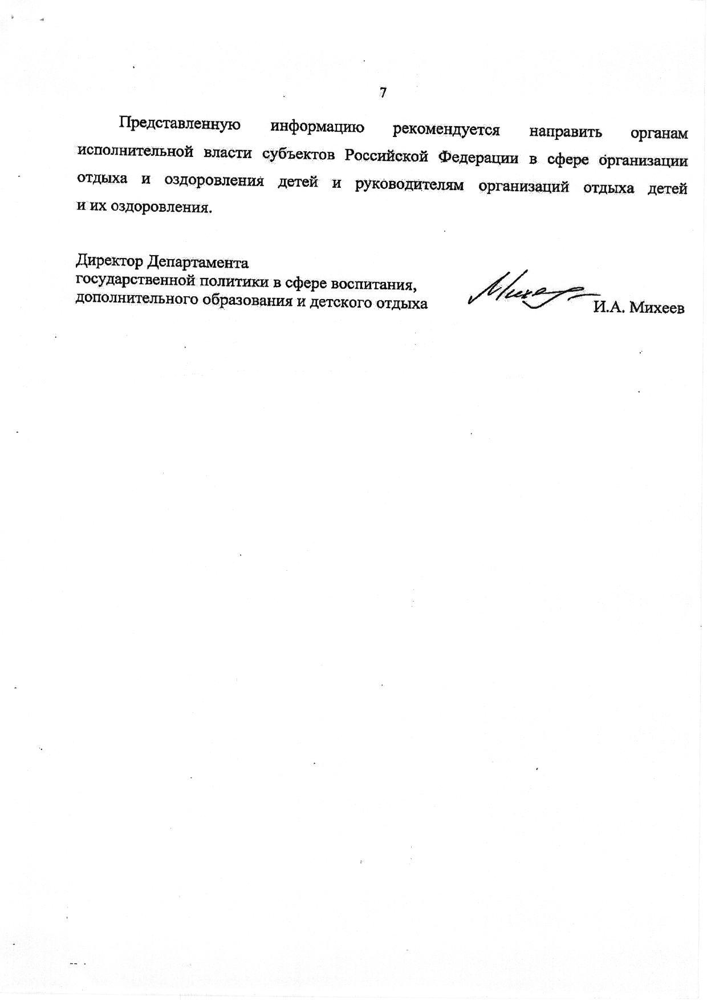 7
Представленную информацию рекомендуется направить органам
исполнительной власти субъектов Российской Федерации в сфере организации
отдыха и оздоровления детей и руководителям организаций отдыха детей
и их оздоровления.
Директор Департамента
государственной политики в сфере воспитания,
дополнительного образования и детского отдыха
И.А. Михеев